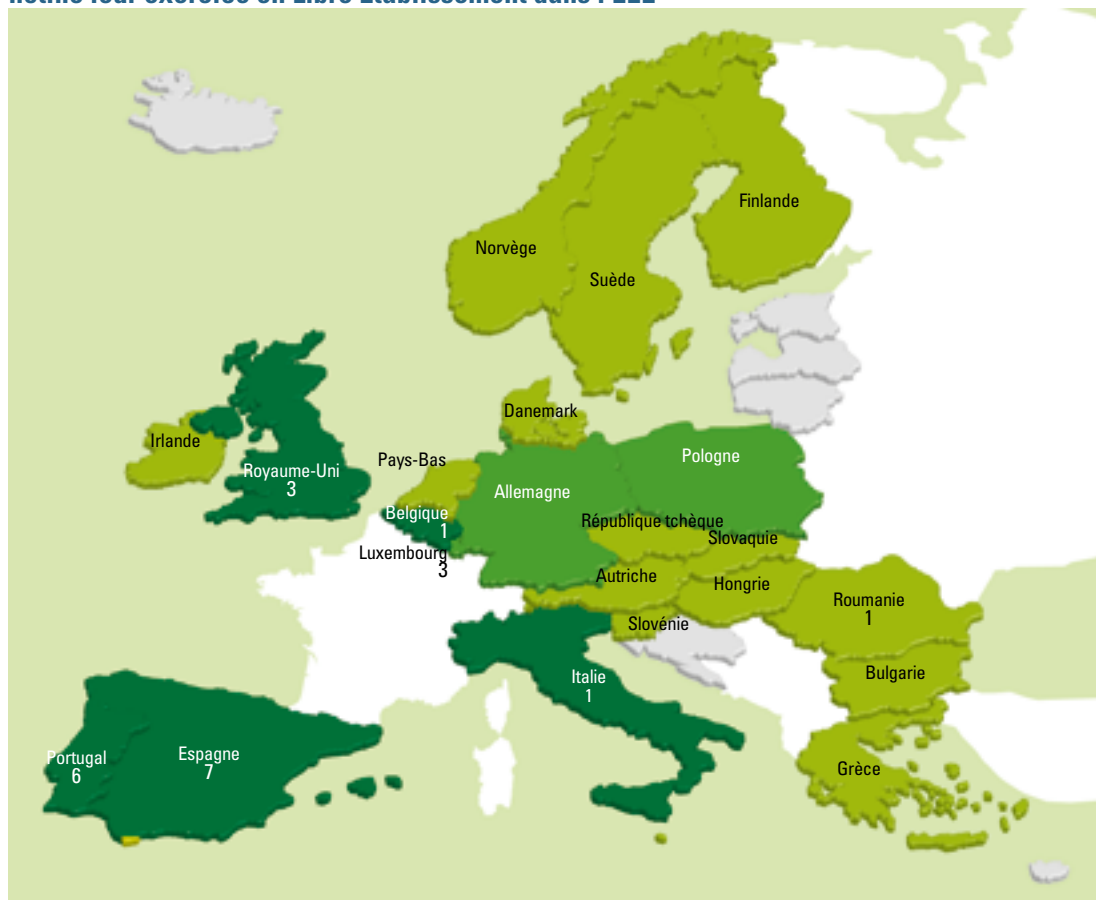 Finlande
Norvège
Suède
Danemark
Irlande
Royaume-Uni
3
Pays-Bas
Pologne
Allemagne
Belgique
1
République tchèque
Slovaquie
Luxembourg
3
Autriche
Hongrie
Roumanie
1
Slovénie
Bulgarie
Italie
1
Portugal
6
Espagne
7
Grèce